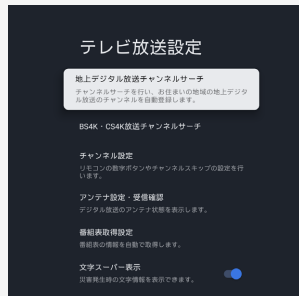 テレビ放送設定
地上デジタル放送チャンネルサーチ
チャンネルサーチを行い、お住まいの地域の地上デジタ
ル放送のチャンネルを自動登録します。
BS4K・CS4K放送チャンネルサーチ
チャンネル設定
リモコンの数字ボタンやチャンネルスキップの設定を行
います。
アンテナ設定・受信確認
デジタル放送のアンテナ状態を表示します。
番組表取得設定
番組表の情報を自動で取得します。
文字スーパー表示
災害発生時の文字情報を表示できます。